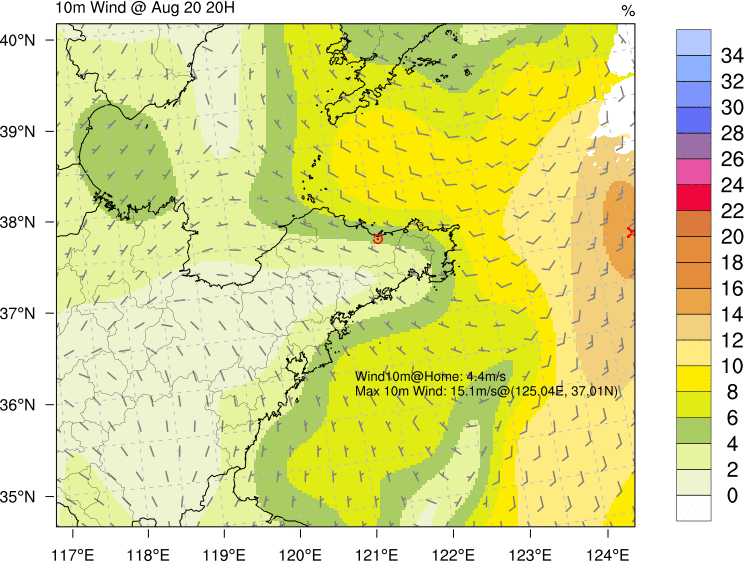 10m Wind @ Aug 20 20H
%
40°N
39°N
38°N
37°N
36°N
35°N
Wind10m@Home: 4.4m/s
Max 10m Wind: 15.1m/s@(125.04E, 37.01N)
117°E 118°E 119°E 120°E 121°E 122°E 123°E 124°E
34
32
30
28
26
24
22
20
18
16
14
12
10
8
6
4
2
0